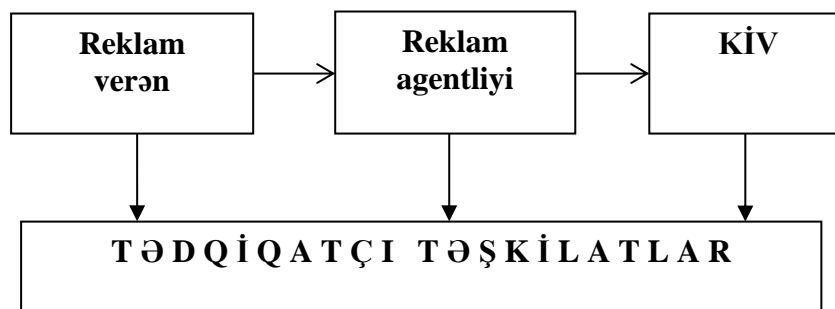 Reklam
verən
Reklam
agentliyi
KİV
T Ə D Q İ Q A T Ç I   T Ə Ş K İ L A T L A R